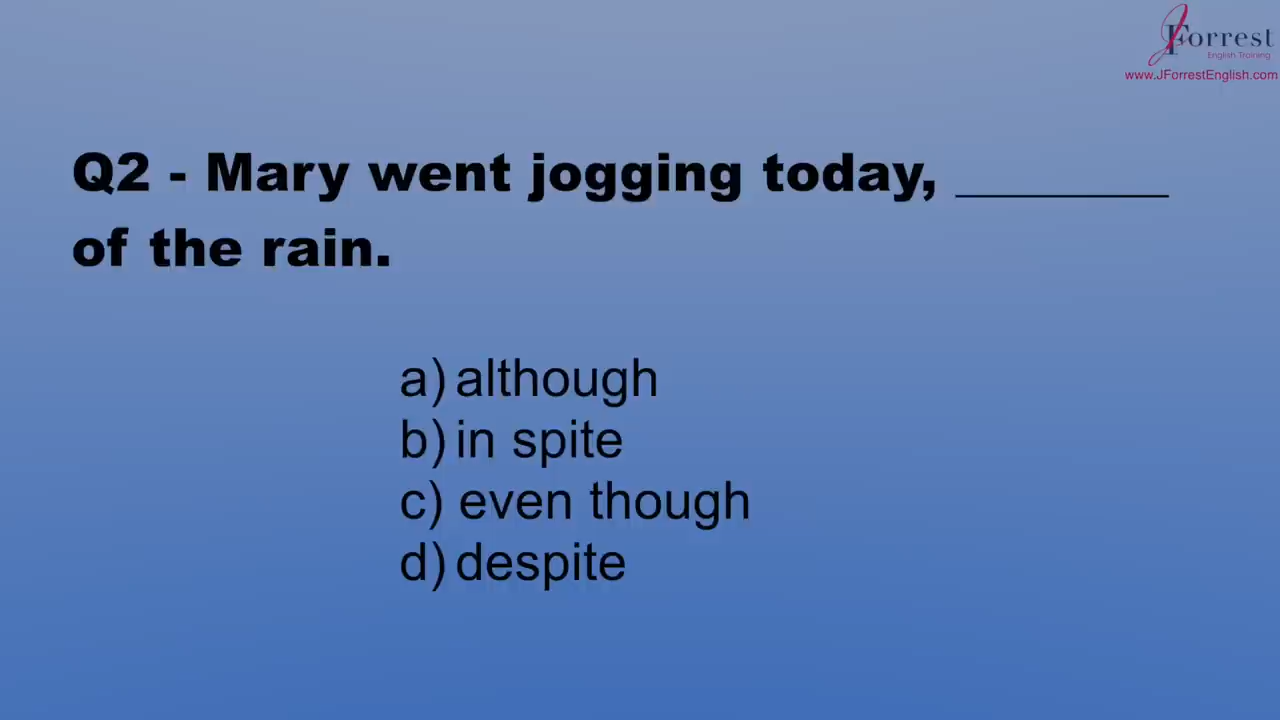 JForrest
English Training
www.JForrestEnglish.com
Q2 - Mary went jogging today, ________
of the rain.
a) although
b) in spite
c) even though
d) despite